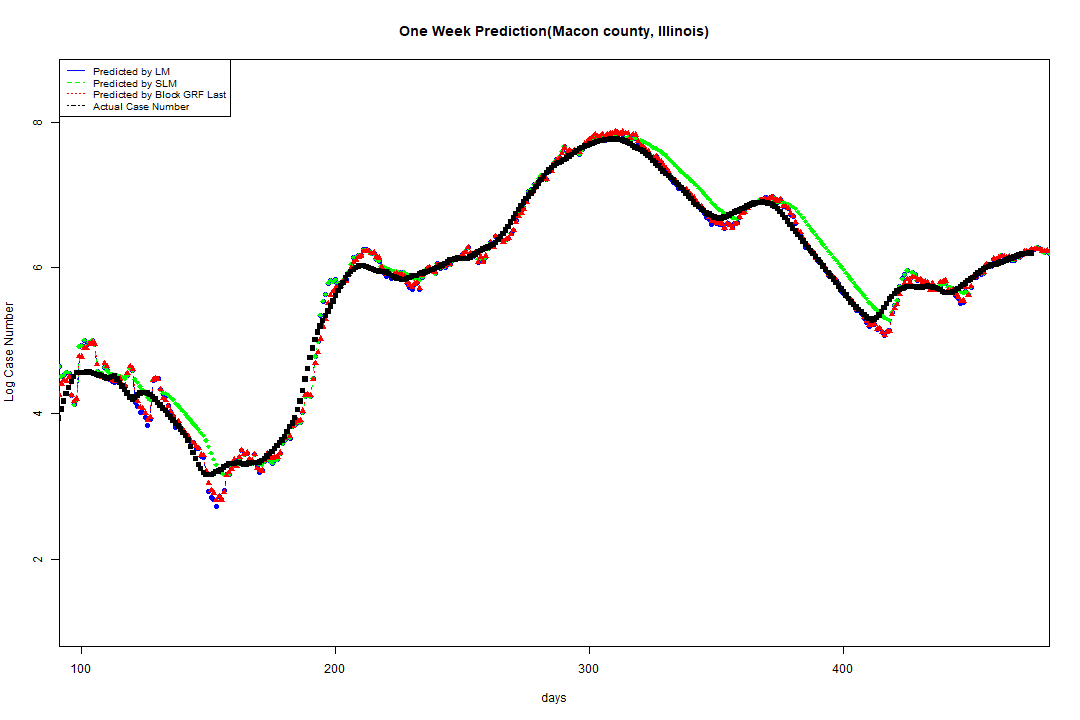 One Week Prediction(Macon county, Illinois)
Predicted by LM
Predicted by SLM
Predicted by Block GRF Last
Actual Case Number
Log Case Number
8
6
4
2
100 200 300 400
days